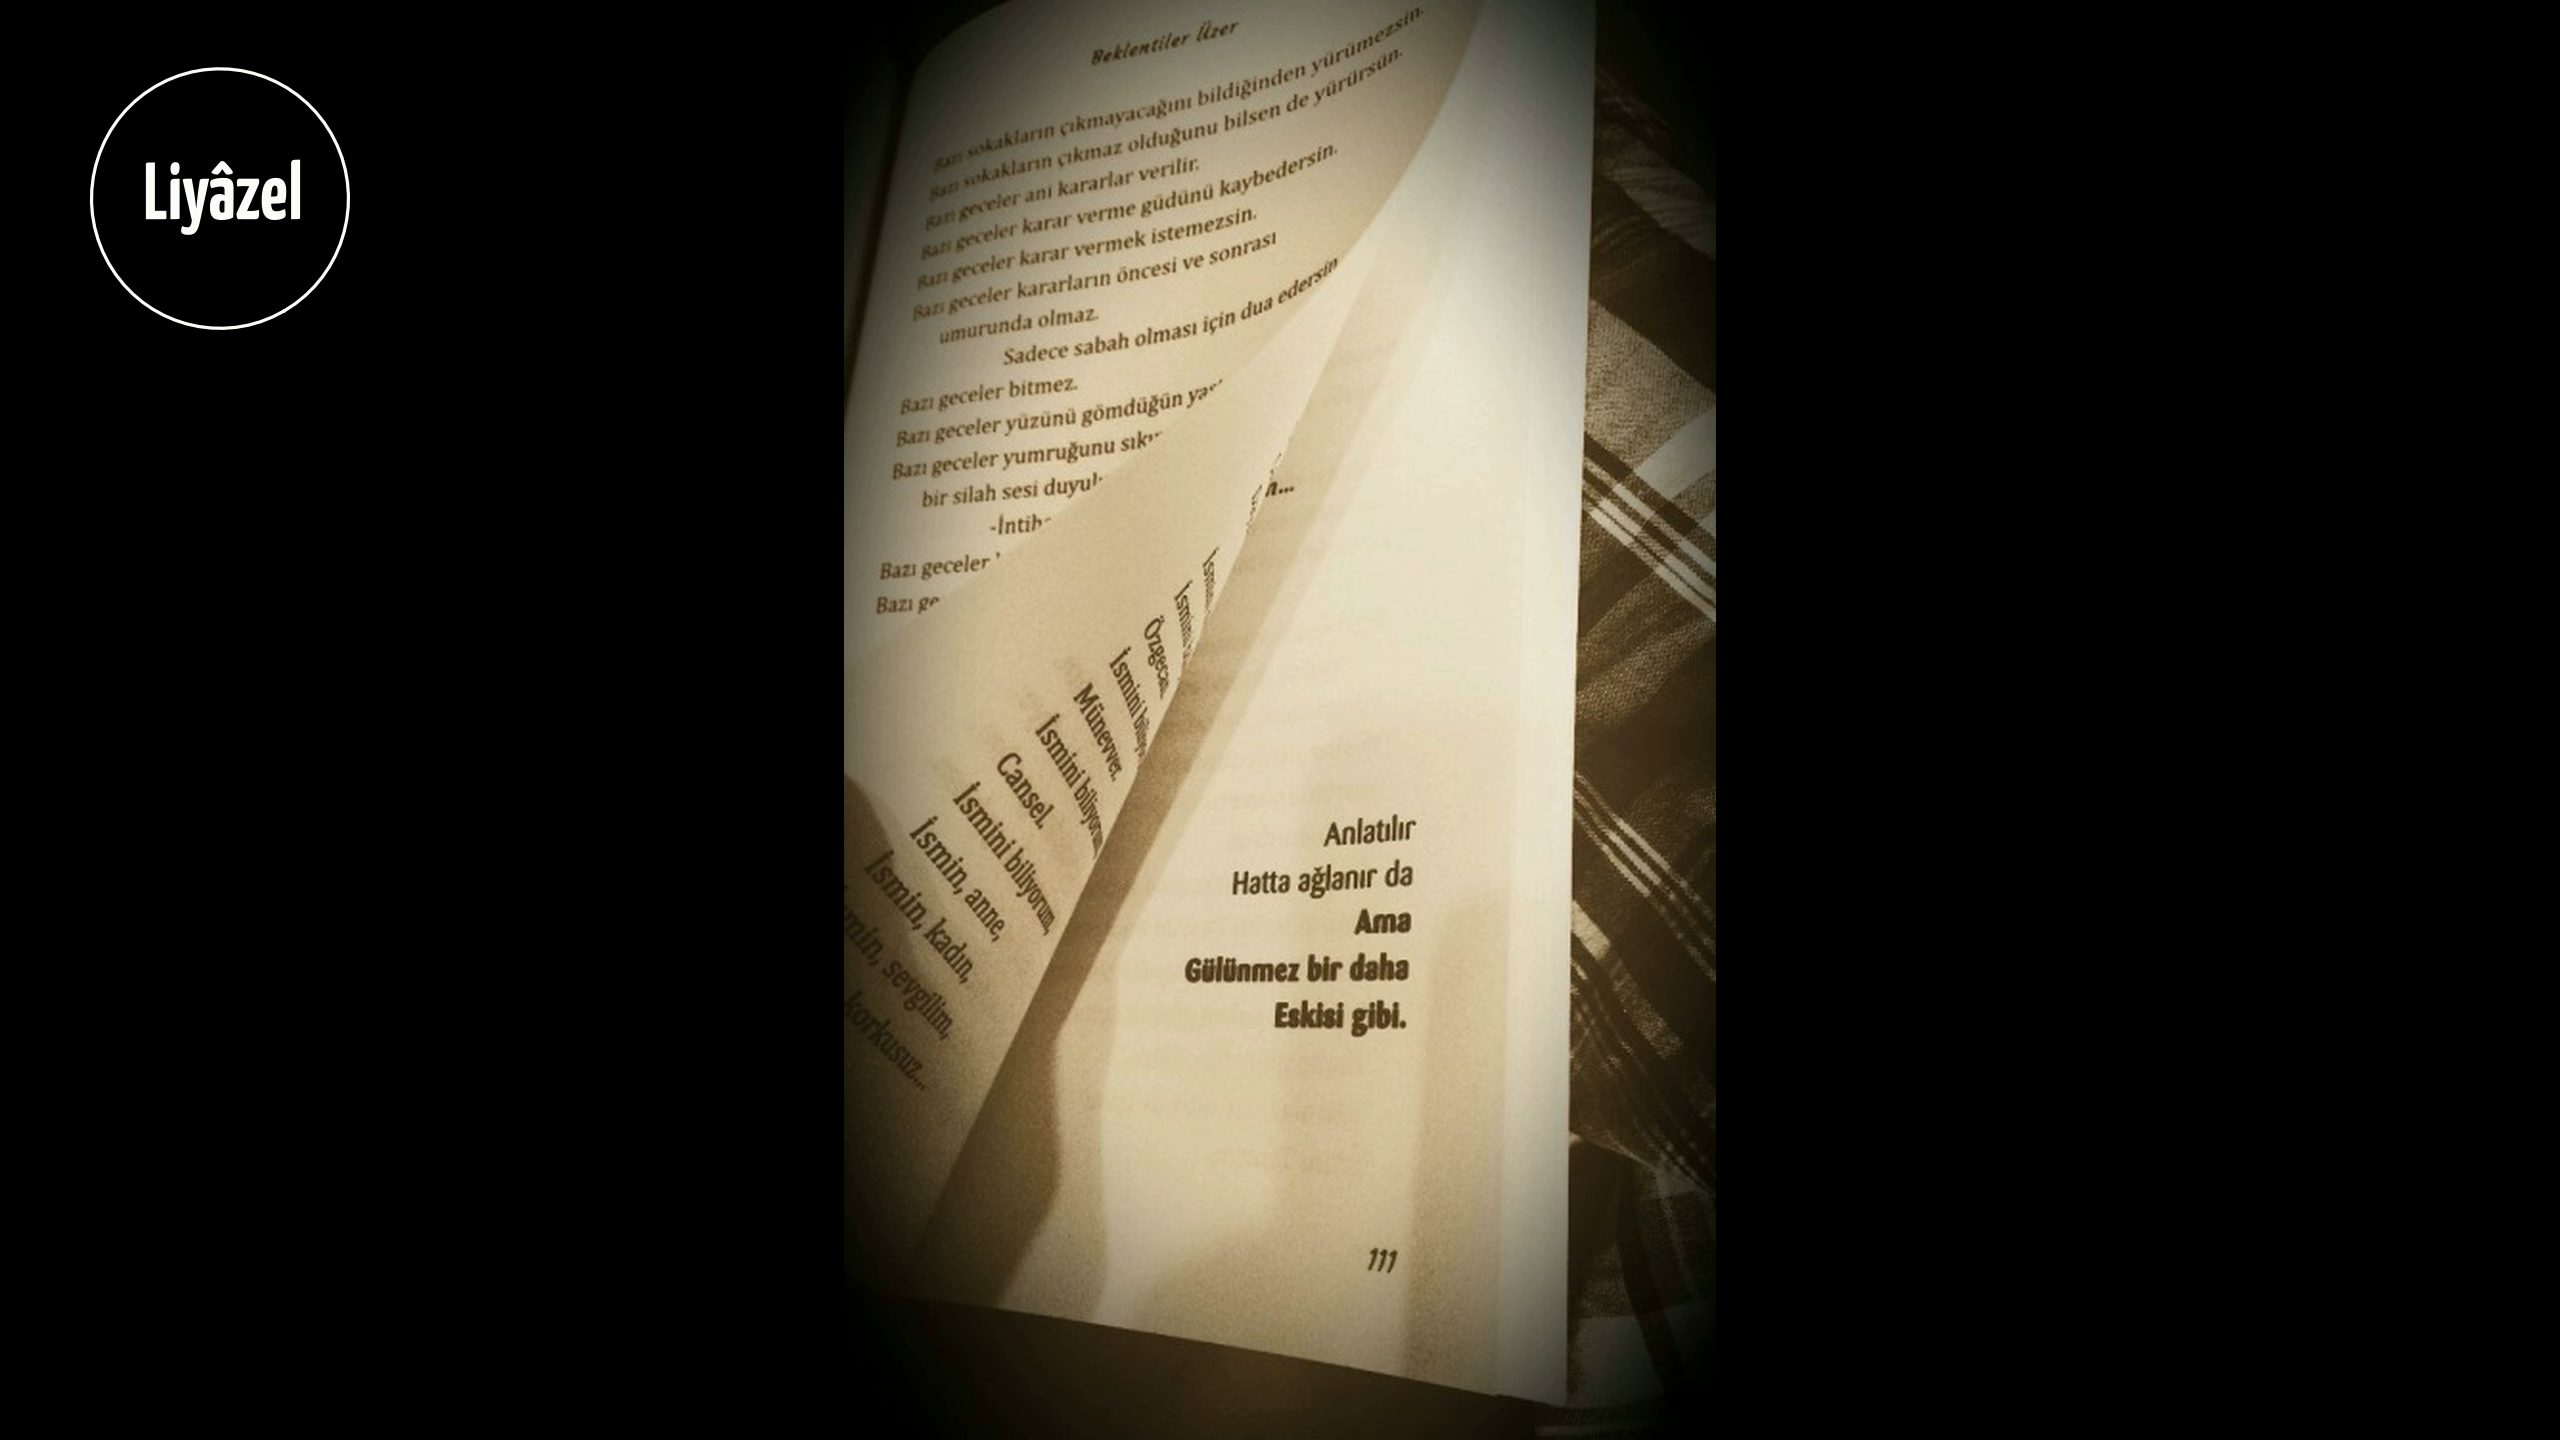 Liyâzel
Beklentiler Üzer
Bazı sokakların çıkmayacağını bildiğinden yürümezsin.
Bazı sokakların çıkmaz olduğunu bilsen de yürürsün.
Bazı geceler ani kararlar verilir.
Bazı geceler karar verme güdünü kaybedersin.
Bazı geceler karar vermek istemezsin.
Bazı geceler kararların öncesi ve sonrası
umurunda olmaz.
Sadece sabah olması için dua edersin
Bazı geceler bitmez.
Bazı geceler yüzünü gömdüğün
Bazı geceler yumruğunu
bir silah sesi
Bazı geceler
Bazı
Özgecan.
İsmini
Münevver.
İsmini biliyorum,
Cansel.
İsmini biliyorum,
İsmin, anne,
İsmin, kadın,
sevgilim,
korkusuz...
Anlatılır
Hatta ağlanır da
Ama
Gülünmez bir daha
Eskisi gibi.
111